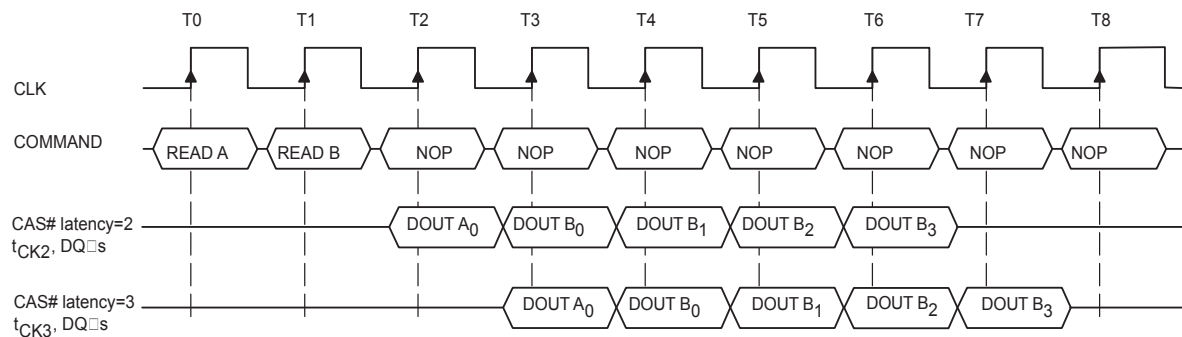 T0 T1 T2 T3 T4 T5 T6 T7 T8
CLK
COMMAND READ A READ B NOP NOP NOP NOP NOP NOP NOP
CAS# latency=2 DOUT A0 DOUT B0 DOUT B1 DOUT B2 DOUT B3
tCK2, DQ□s
CAS# latency=3 DOUT A0 DOUT B0 DOUT B1 DOUT B2 DOUT B3
tCK3, DQ□s